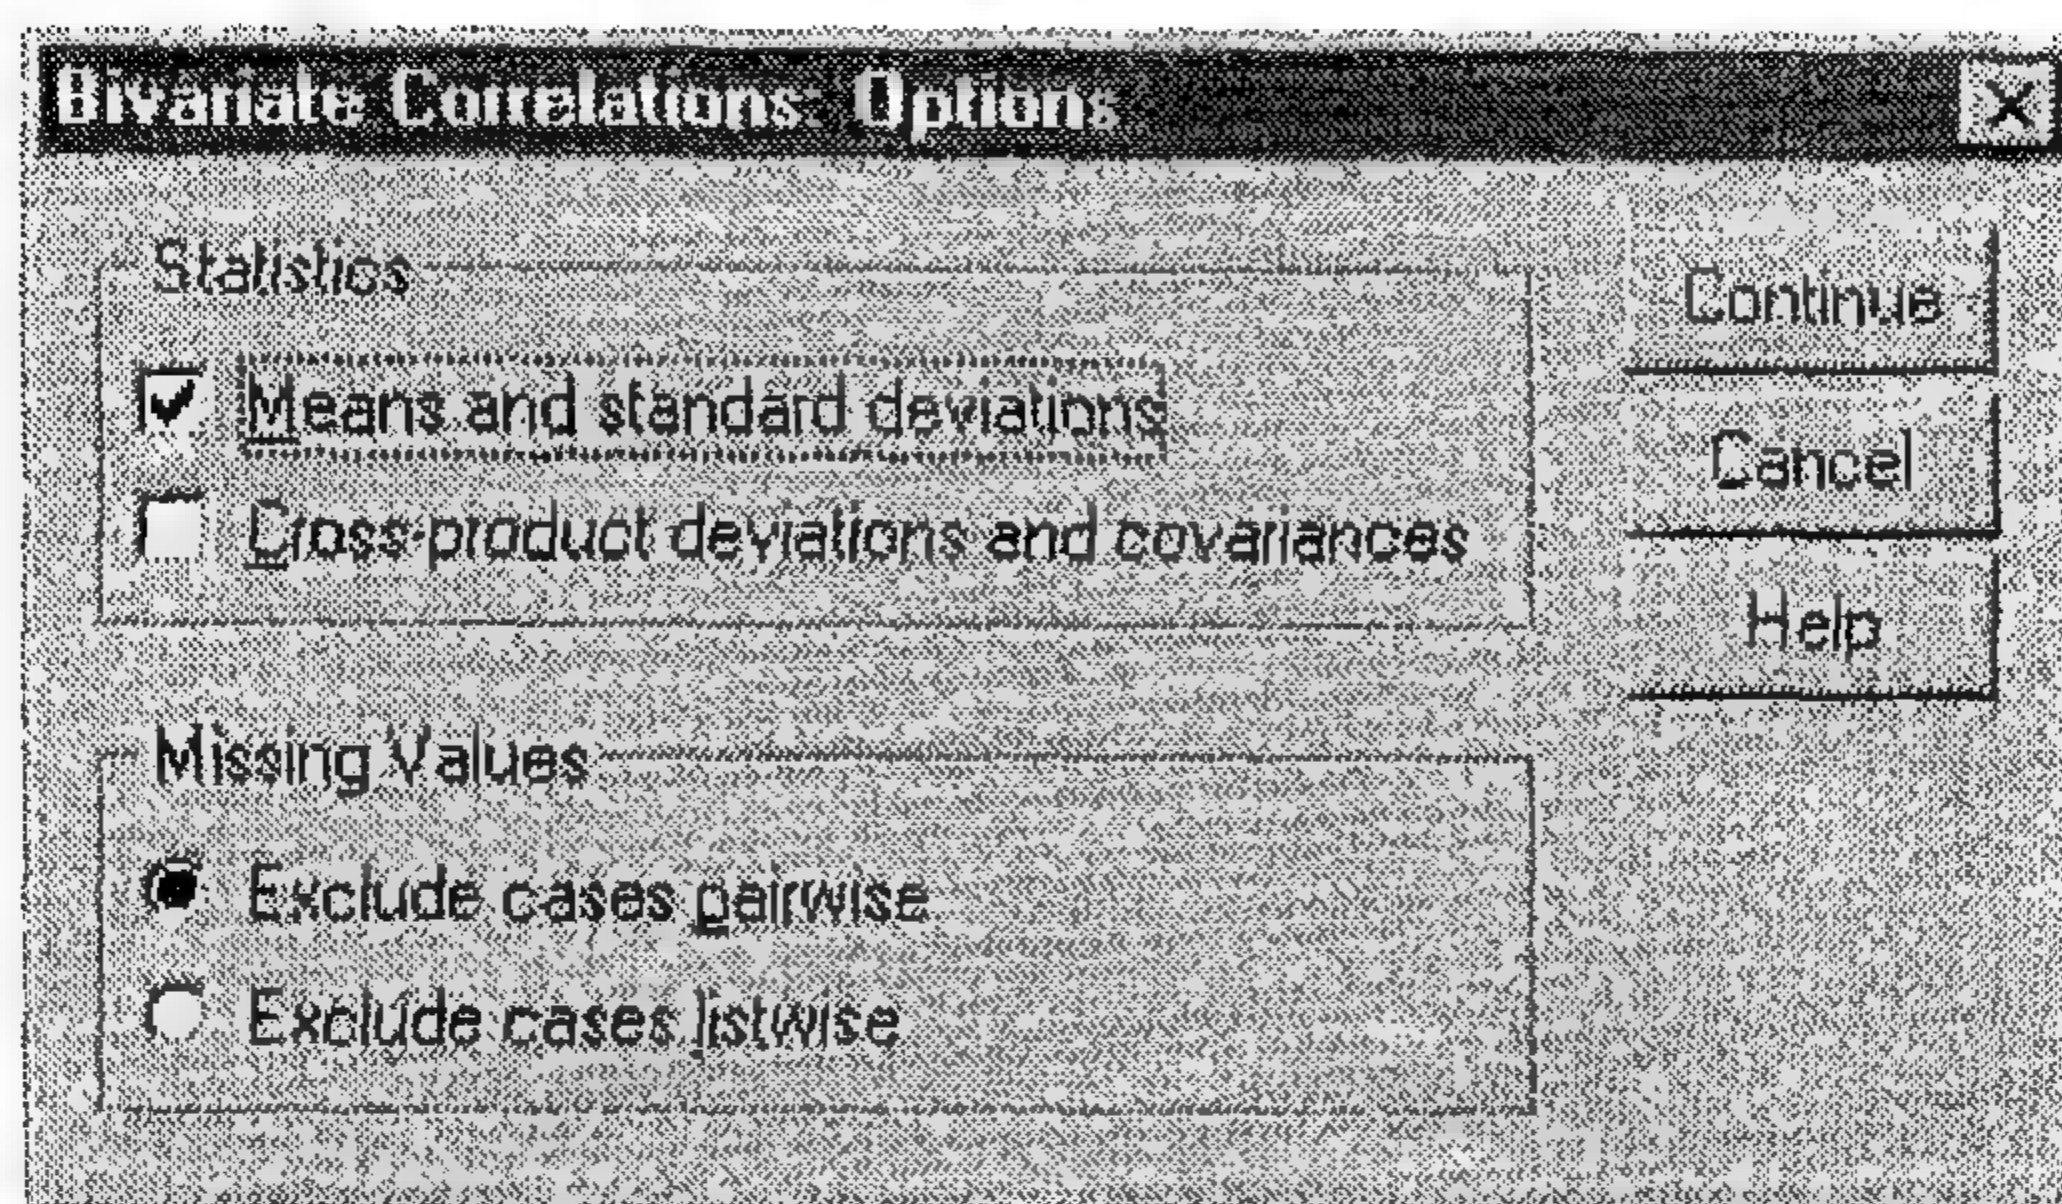 Bivariate Correlations: Options
Statistics
Means and standard deviations
Cross-product deviations and covariances
Missing Values
Exclude cases pairwise
Exclude cases listwise
Continue
Cancel
Help